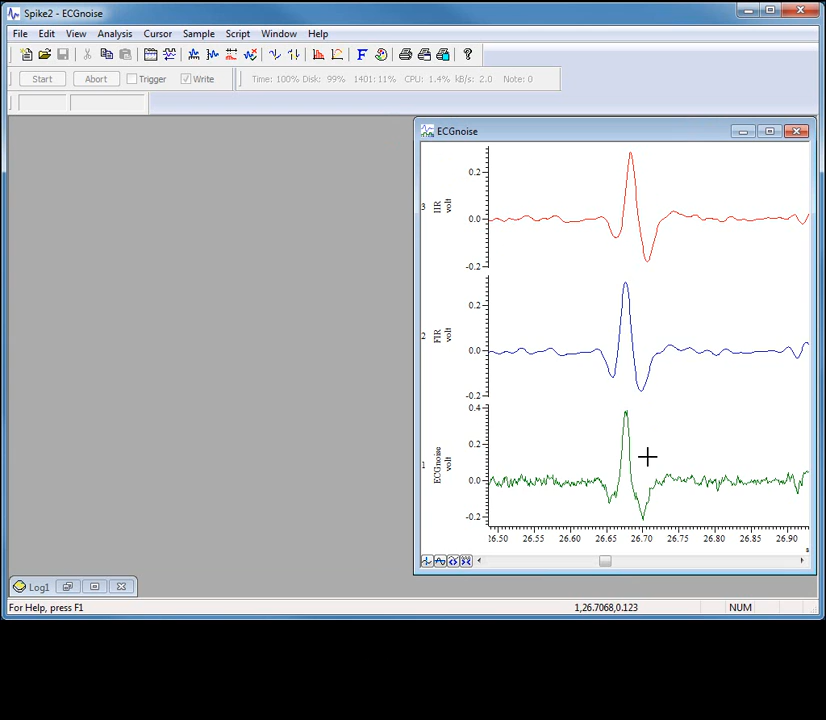 Spike2 - ECGnoise
File Edit View Analysis Cursor Sample Script Window Help
Start Abort Trigger Write Time: 100% Disk: 99% 1401: 11% CPU: 1.4% kB/s: 2.0 Note: 0
ECGnoise
3 IIR volt
0.2
0.0
-0.2
2 FIR volt
0.2
0.0
-0.2
1 ECGnoise volt
0.4
0.2
0.0
-0.2
26.50 26.55 26.60 26.65 26.70 26.75 26.80 26.85 26.90
s
Log1
For Help, press F1 1,26.7068,0.123 NUM